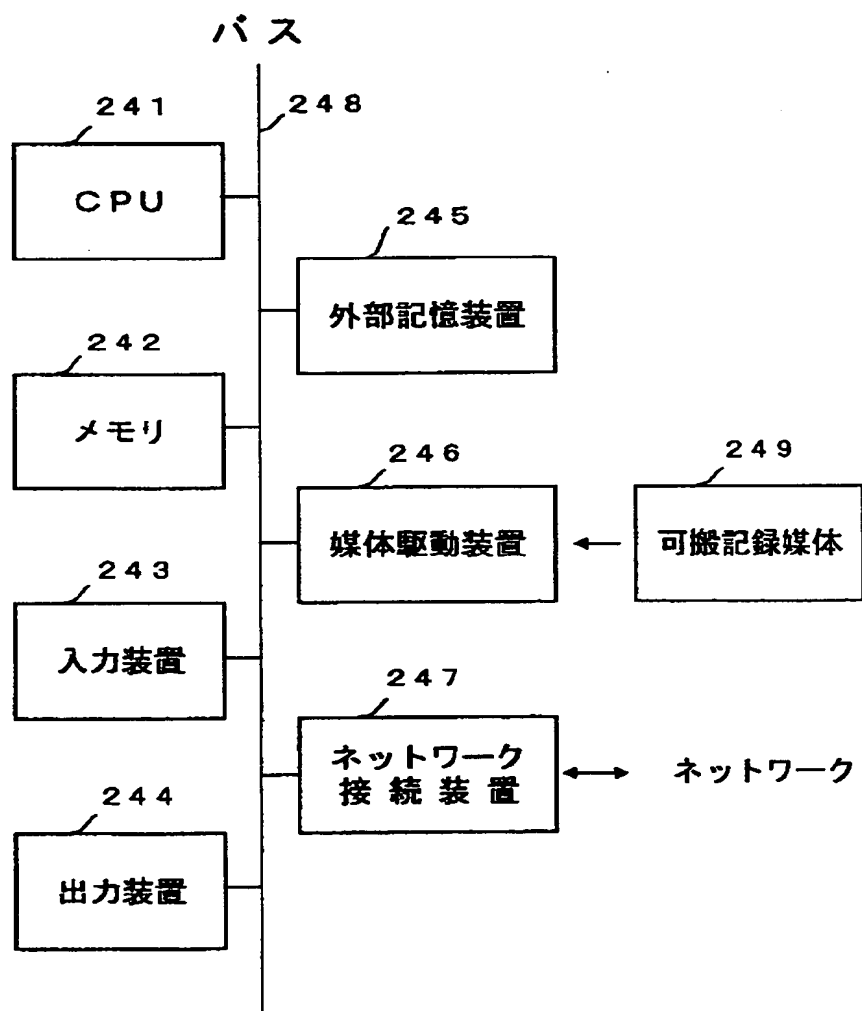 バス
241
248
CPU
245
外部記憶装置
242
メモリ
246
249
媒体駆動装置
可搬記録媒体
243
入力装置
247
ネットワーク
接続装置
ネットワーク
244
出力装置